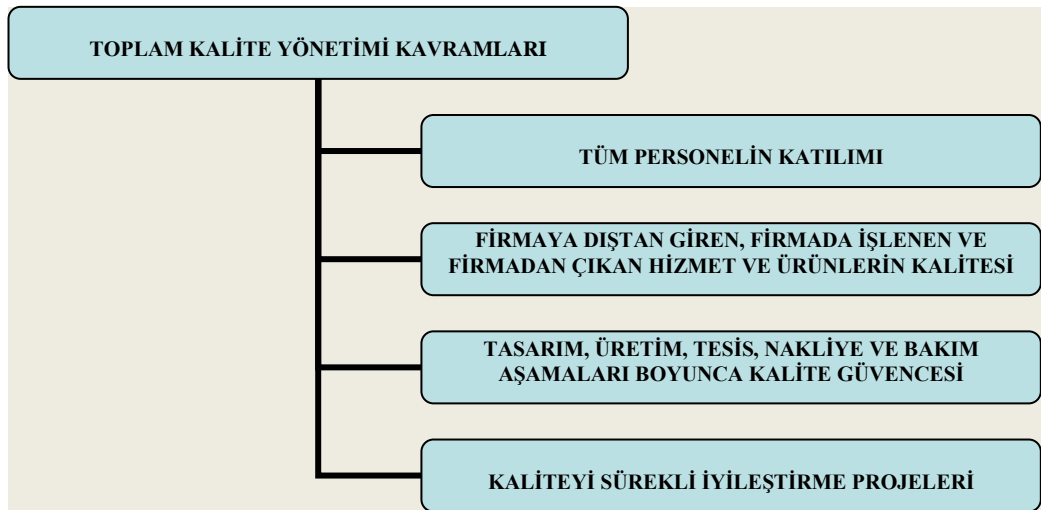 TOPLAM KALİTE YÖNETİMİ KAVRAMLARI
TÜM PERSONELİN KATILIMI
FİRMAYA DIŞTAN GİREN, FİRMADA İŞLENEN VE
FİRMADAN ÇIKAN HİZMET VE ÜRÜNLERİN KALİTESİ
TASARIM, ÜRETİM, TESİS, NAKLİYE VE BAKIM
AŞAMALARI BOYUNCA KALİTE GÜVENCESİ
KALİTEYİ SÜREKLİ İYİLEŞTİRME PROJELERİ